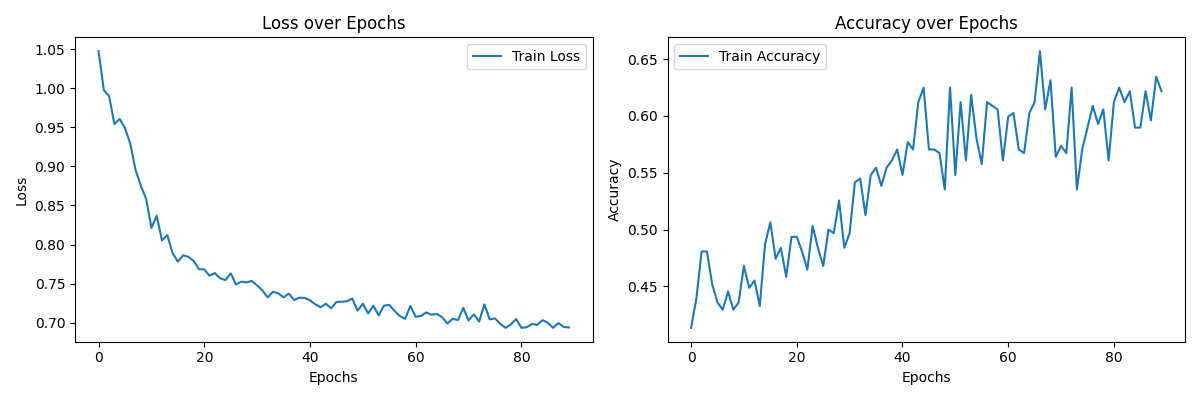 Loss over Epochs
Train Loss
1.05
1.00
0.95
0.90
0.85
0.80
0.75
0.70
Loss
0 20 40 60 80
Epochs
Accuracy over Epochs
Train Accuracy
0.65
0.60
0.55
0.50
0.45
Accuracy
0 20 40 60 80
Epochs